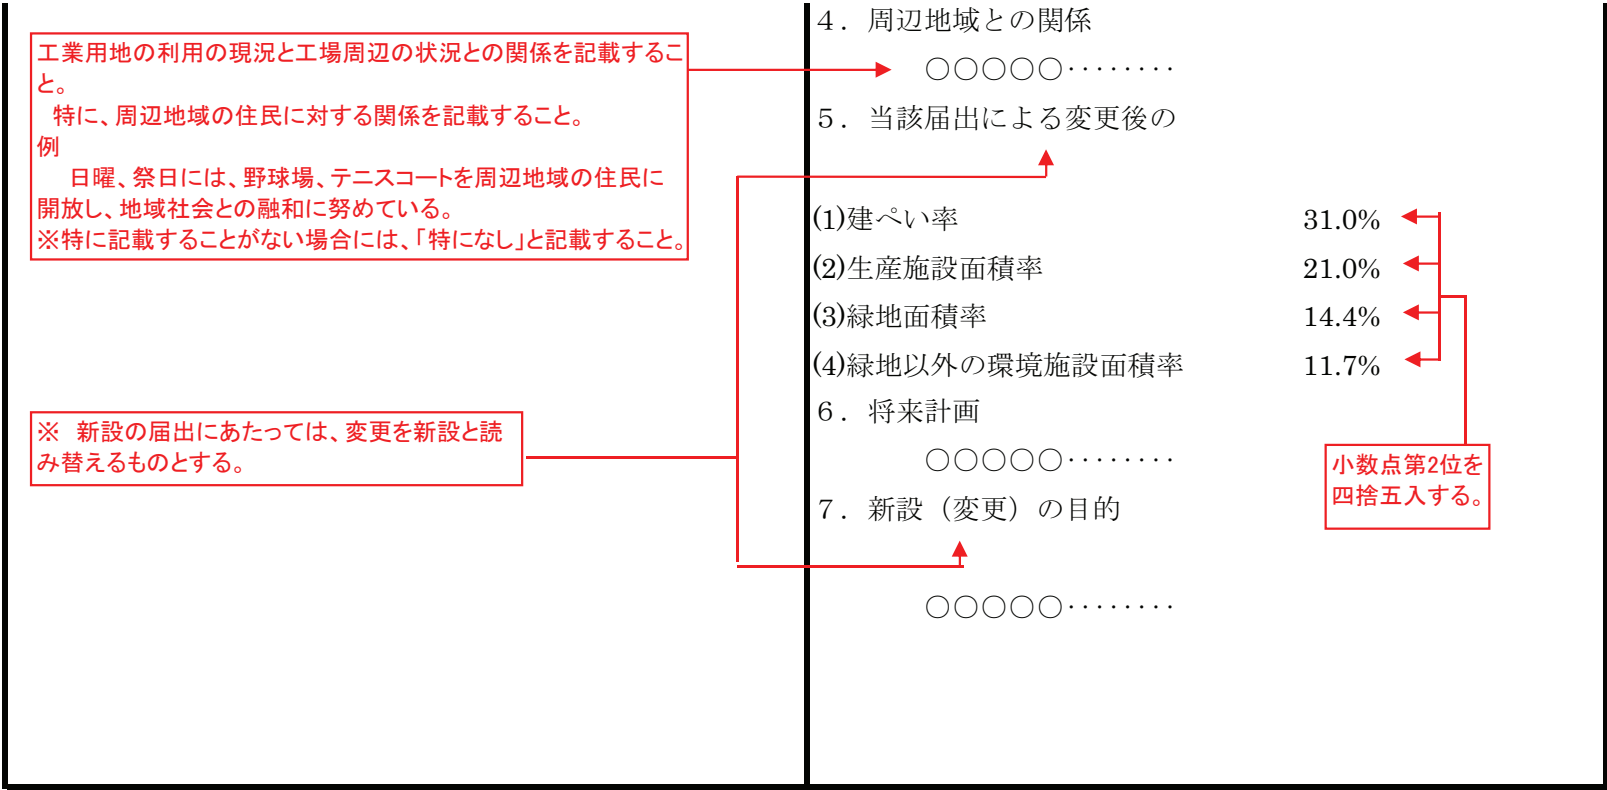 工業用地の利用の現況と工場周辺の状況との関係を記載するこ
と。
特に、周辺地域の住民に対する関係を記載すること。
例
日曜、祭日には、野球場、テニスコートを周辺地域の住民に
開放し、地域社会との融和に努めている。
※特に記載することがない場合には、「特になし」と記載すること。
※　新設の届出にあたっては、変更を新設と読
み替えるものとする。
４．周辺地域との関係
○○○○○‥‥‥‥
５．当該届出による変更後の
(1)建ぺい率　31.0%
(2)生産施設面積率　21.0%
(3)緑地面積率　14.4%
(4)緑地以外の環境施設面積率　11.7%
６．将来計画
○○○○○‥‥‥‥
７．新設（変更）の目的
○○○○○‥‥‥‥
小数点第2位を
四捨五入する。